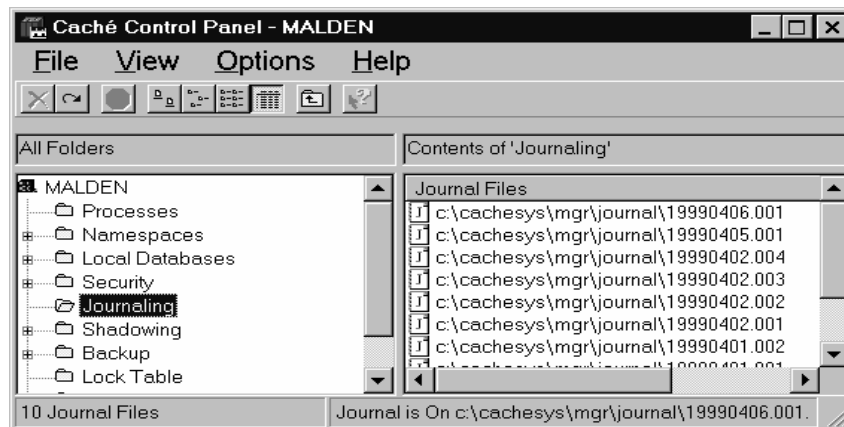 Caché Control Panel - MALDEN
File View Options Help
All Folders
Contents of 'Journaling'
MALDEN
Processes
Namespaces
Local Databases
Security
Journaling
Shadowing
Backup
Lock Table
Journal Files
c:\cachesys\mgr\journal\19990406.001
c:\cachesys\mgr\journal\19990405.001
c:\cachesys\mgr\journal\19990402.004
c:\cachesys\mgr\journal\19990402.003
c:\cachesys\mgr\journal\19990402.002
c:\cachesys\mgr\journal\19990402.001
c:\cachesys\mgr\journal\19990401.002
10 Journal Files
Journal is On c:\cachesys\mgr\journal\19990406.001.